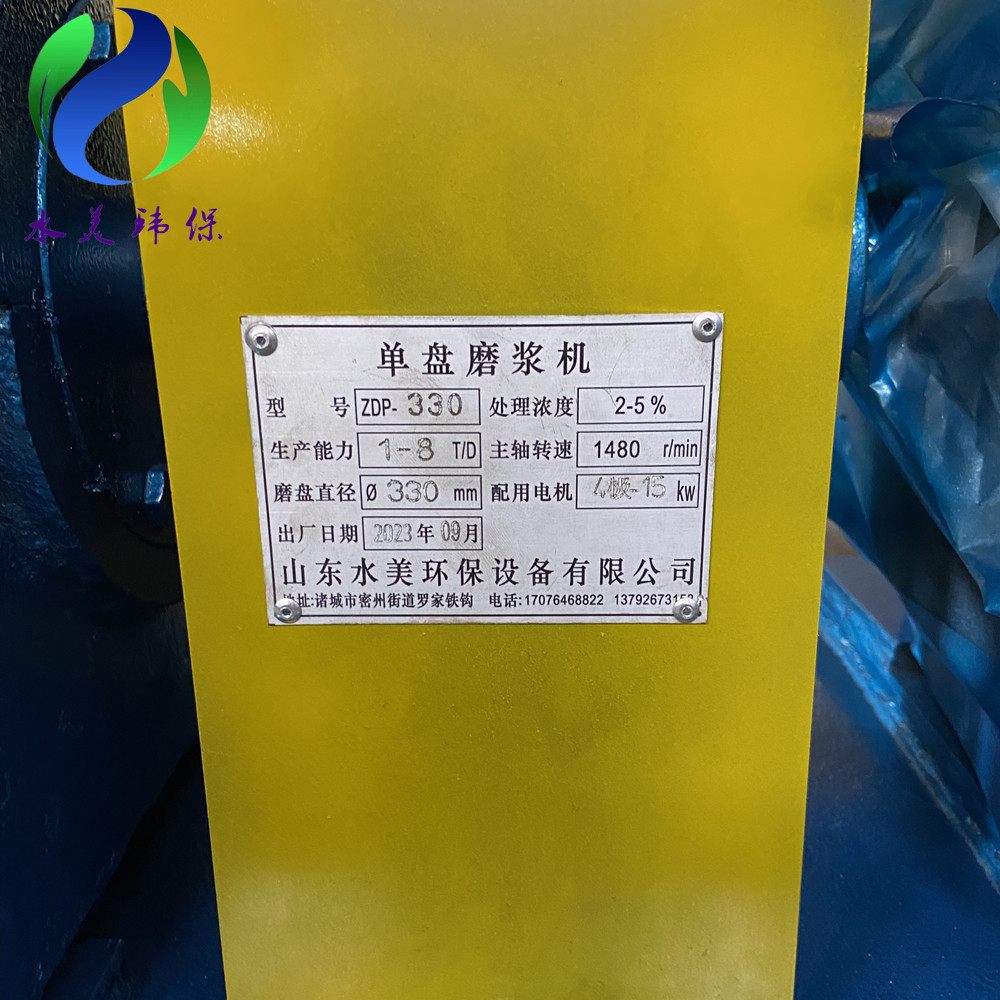 水美环保
单盘磨浆机
型 号 ZDP-330 处理浓度 2-5%
生产能力 1-8 T/D 主轴转速 1480 r/min
磨盘直径 Ø 330 mm 配用电机 4极-15 kw
出厂日期 2023年09月
山东水美环保设备有限公司
地址:诸城市密州街道罗家铁钩 电话:17076468822